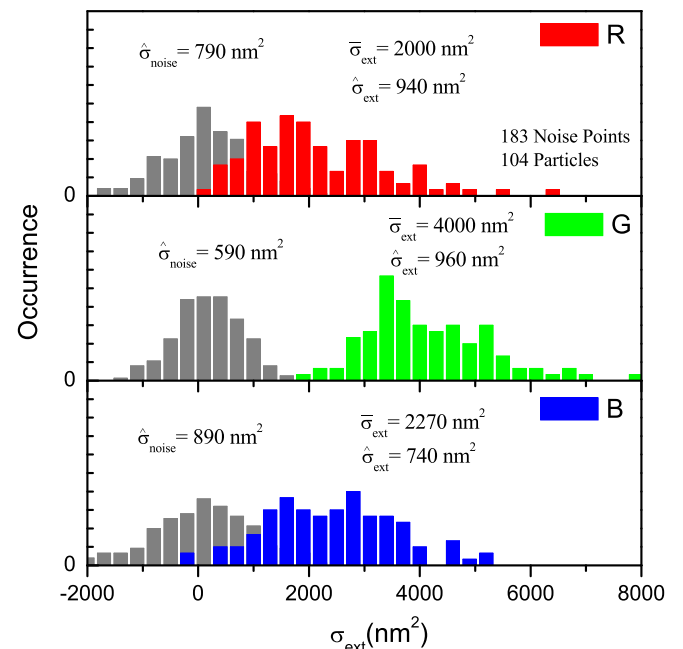 σ̂noise= 790 nm²
σ̅ext= 2000 nm²
σ̂ext= 940 nm²
R
183 Noise Points
104 Particles
0
σ̂noise= 590 nm²
σ̅ext= 4000 nm²
σ̂ext= 960 nm²
G
0
Occurrence
σ̂noise= 890 nm²
σ̅ext= 2270 nm²
σ̂ext= 740 nm²
B
0
-2000 0 2000 4000 6000 8000
σext(nm²)